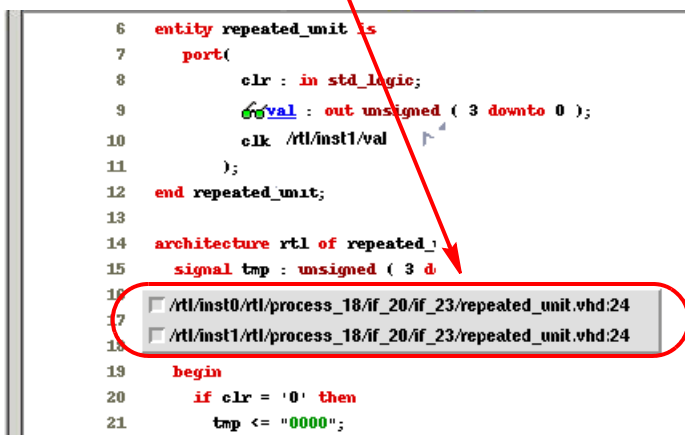 6 entity repeated_unit is
7 port(
8 clr : in std_logic;
9 val : out unsigned ( 3 downto 0 );
10 clk /rtl/inst1/val
11 );
12 end repeated_unit;
13
14 architecture rtl of repeated_
15 signal tmp : unsigned ( 3 d
16 /rtl/inst0/rtl/process_18/if_20/if_23/repeated_unit.vhd:24
17
18 /rtl/inst1/rtl/process_18/if_20/if_23/repeated_unit.vhd:24
19 begin
20 if clr = '0' then
21 tmp <= "0000";